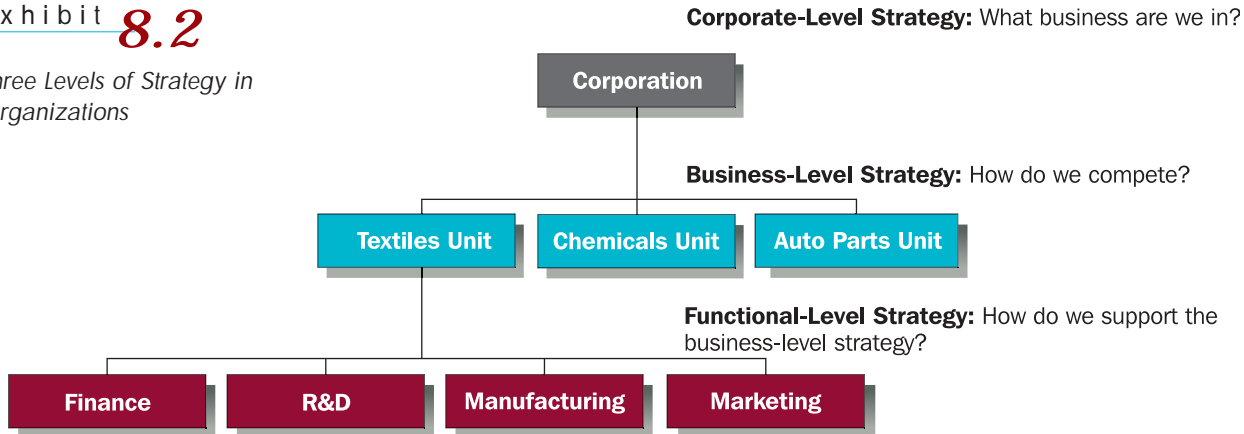 xhibit 8.2
hree Levels of Strategy in
rganizations
Corporate-Level Strategy: What business are we in?
Corporation
Business-Level Strategy: How do we compete?
Textiles Unit
Chemicals Unit
Auto Parts Unit
Functional-Level Strategy: How do we support the
business-level strategy?
Finance
R&D
Manufacturing
Marketing